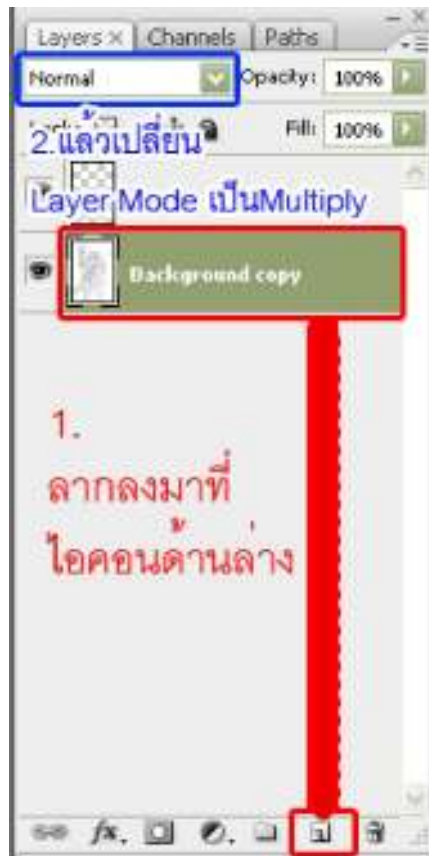 Layers × Channels Paths
Normal Opacity: 100%
Fill: 100%
2.แล้วเปลี่ยน
Layer Mode เป็นMultiply
Background copy
1.
ลากลงมาที่
ไอคอนด้านล่าง
fx.